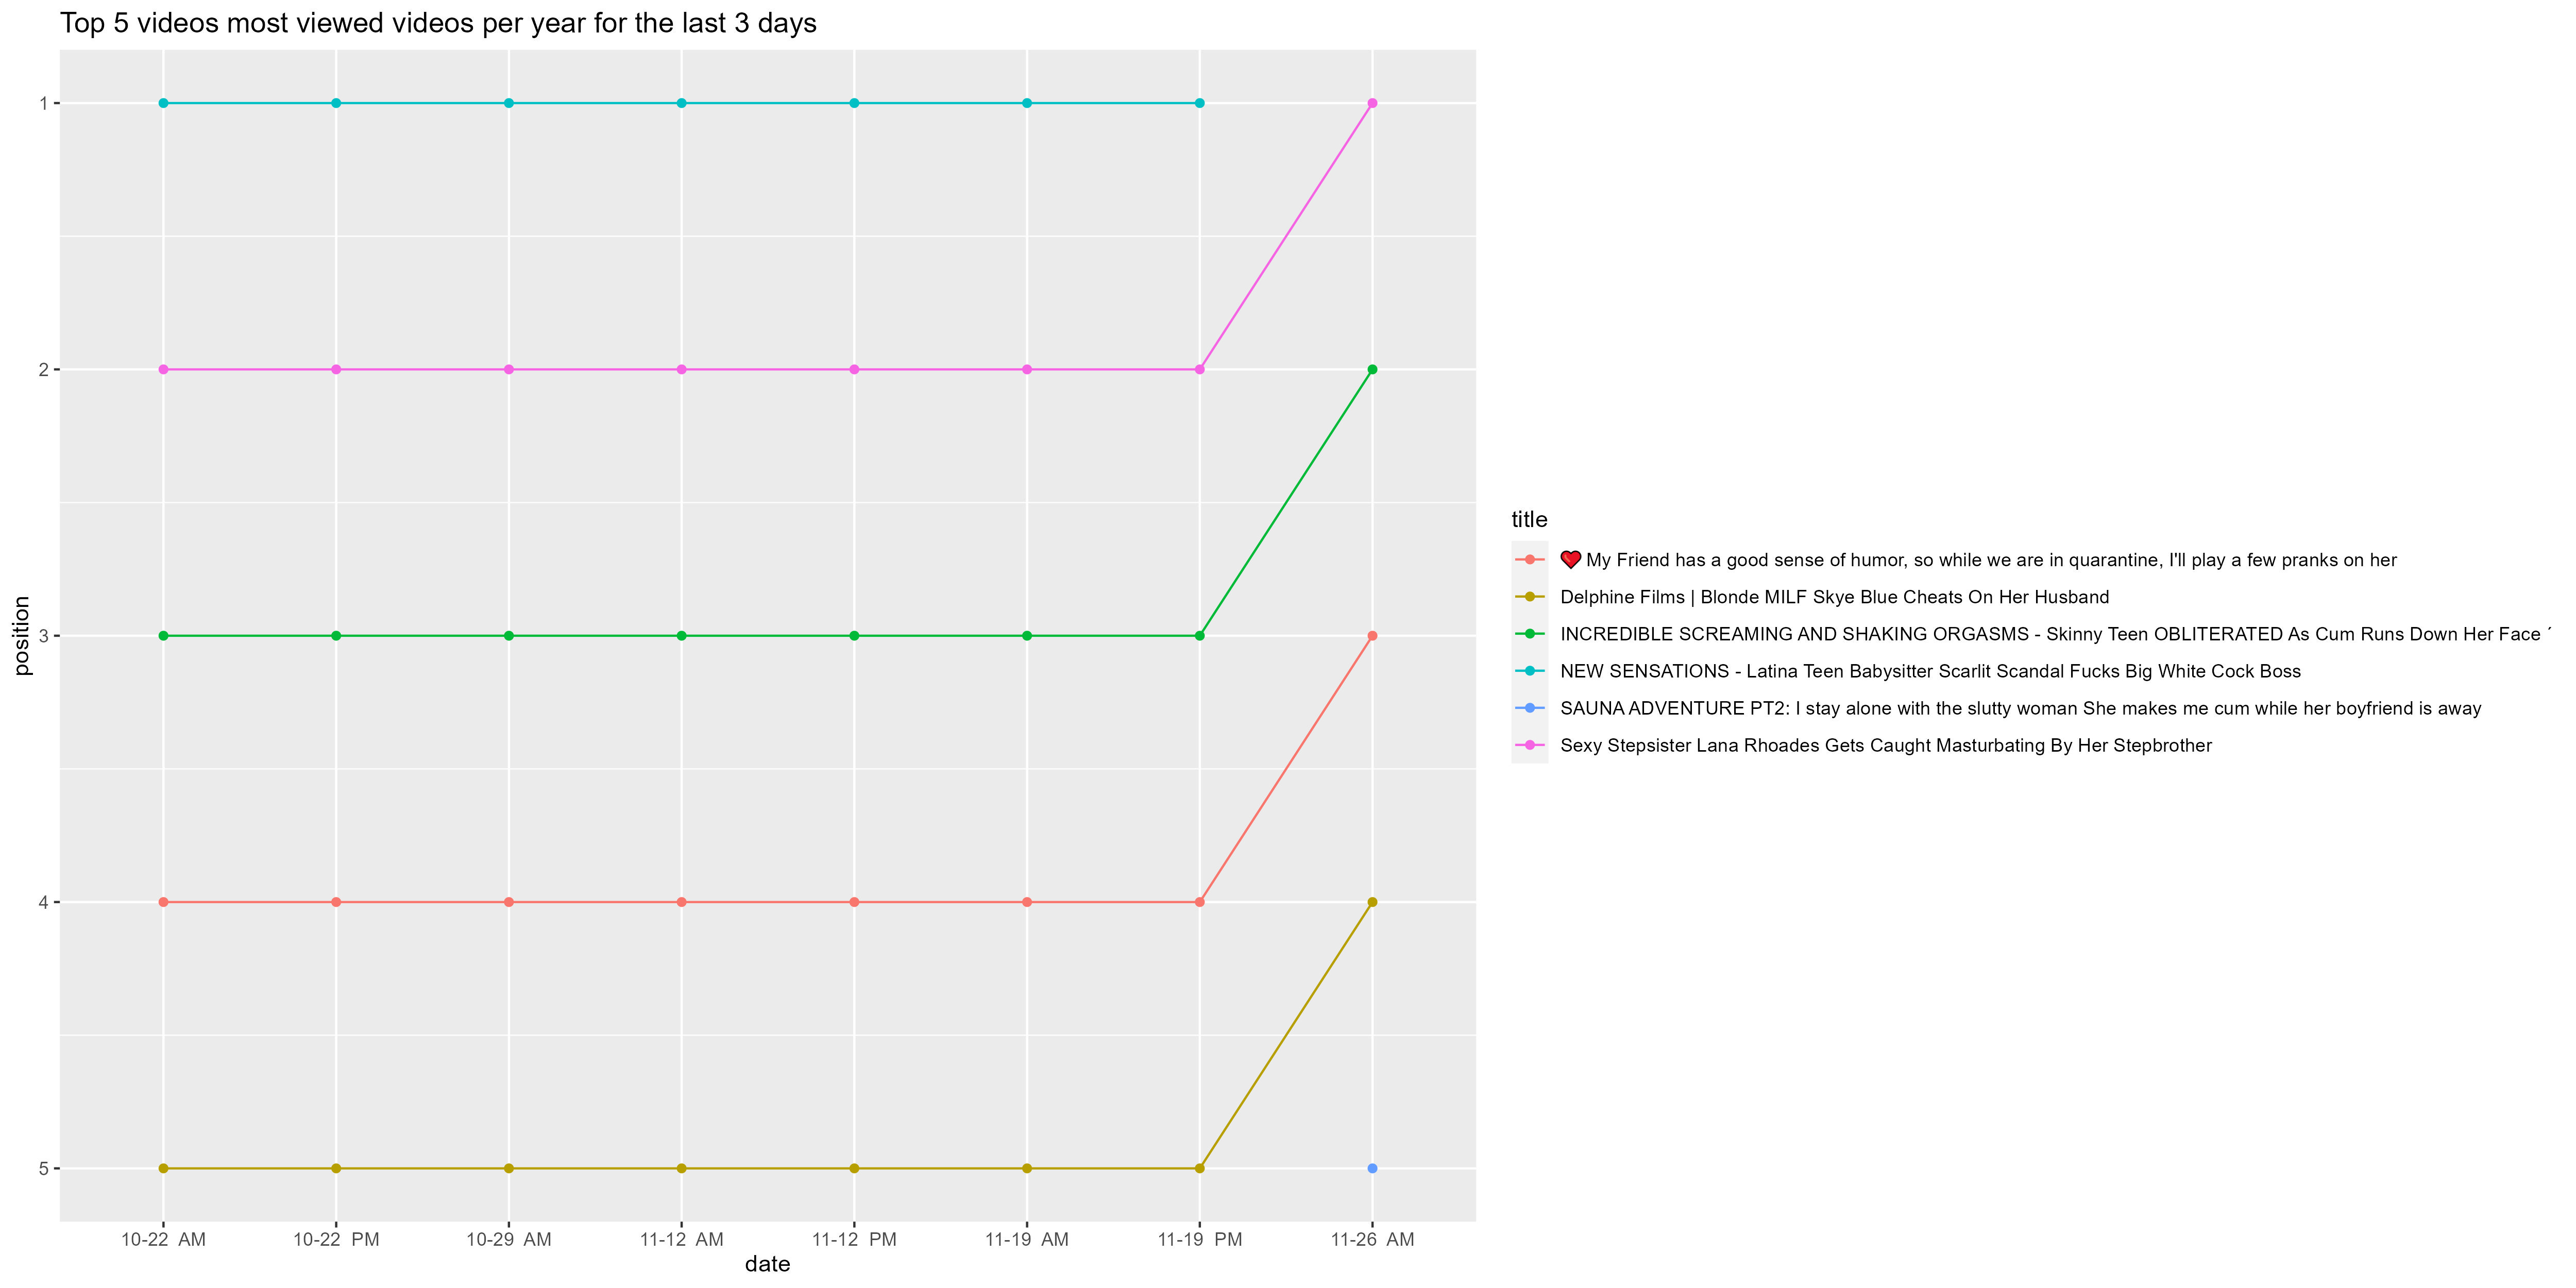 Top 5 videos most viewed videos per year for the last 3 days
1
2
3
4
5
position
10-22 AM
10-22 PM
10-29 AM
11-12 AM
11-12 PM
11-19 AM
11-19 PM
11-26 AM
date
title
❤ My Friend has a good sense of humor, so while we are in quarantine, I'll play a few pranks on her
Delphine Films | Blonde MILF Skye Blue Cheats On Her Husband
INCREDIBLE SCREAMING AND SHAKING ORGASMS - Skinny Teen OBLITERATED As Cum Runs Down Her Face
NEW SENSATIONS - Latina Teen Babysitter Scarlit Scandal Fucks Big White Cock Boss
SAUNA ADVENTURE PT2: I stay alone with the slutty woman She makes me cum while her boyfriend is away
Sexy Stepsister Lana Rhoades Gets Caught Masturbating By Her Stepbrother